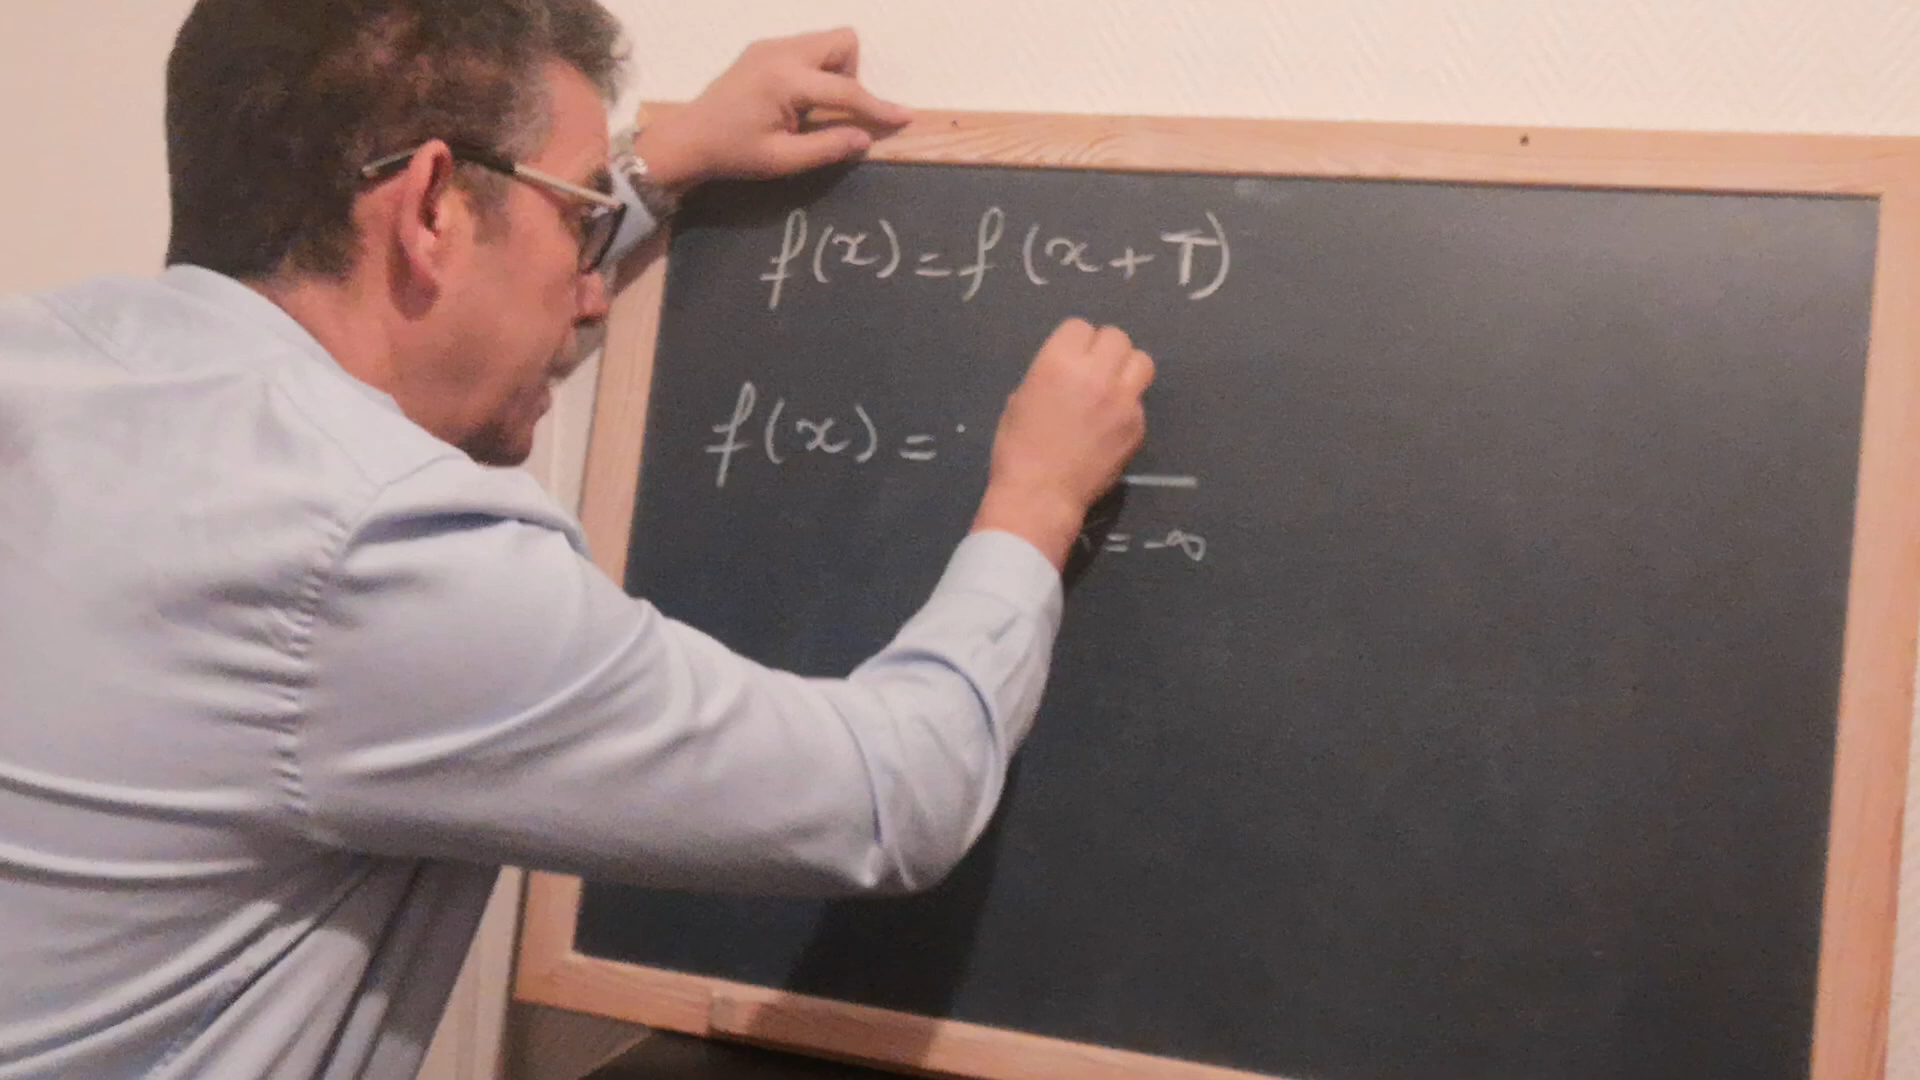 f(x) = f(x+T)
f(x) =
= -∞